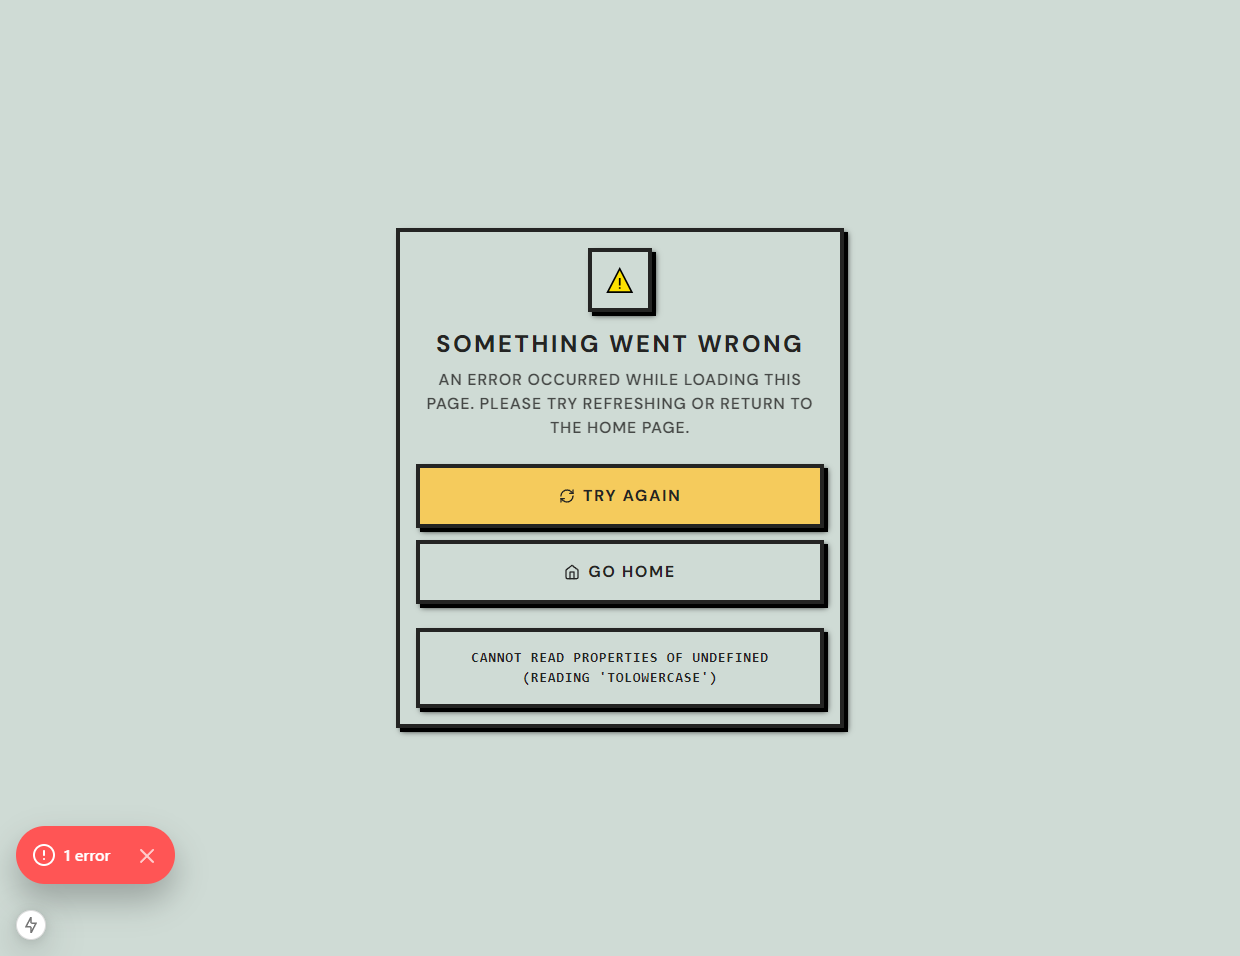 SOMETHING WENT WRONG
AN ERROR OCCURRED WHILE LOADING THIS
PAGE. PLEASE TRY REFRESHING OR RETURN TO
THE HOME PAGE.
TRY AGAIN
GO HOME
CANNOT READ PROPERTIES OF UNDEFINED
(READING 'TOLOWERCASE')
1 error